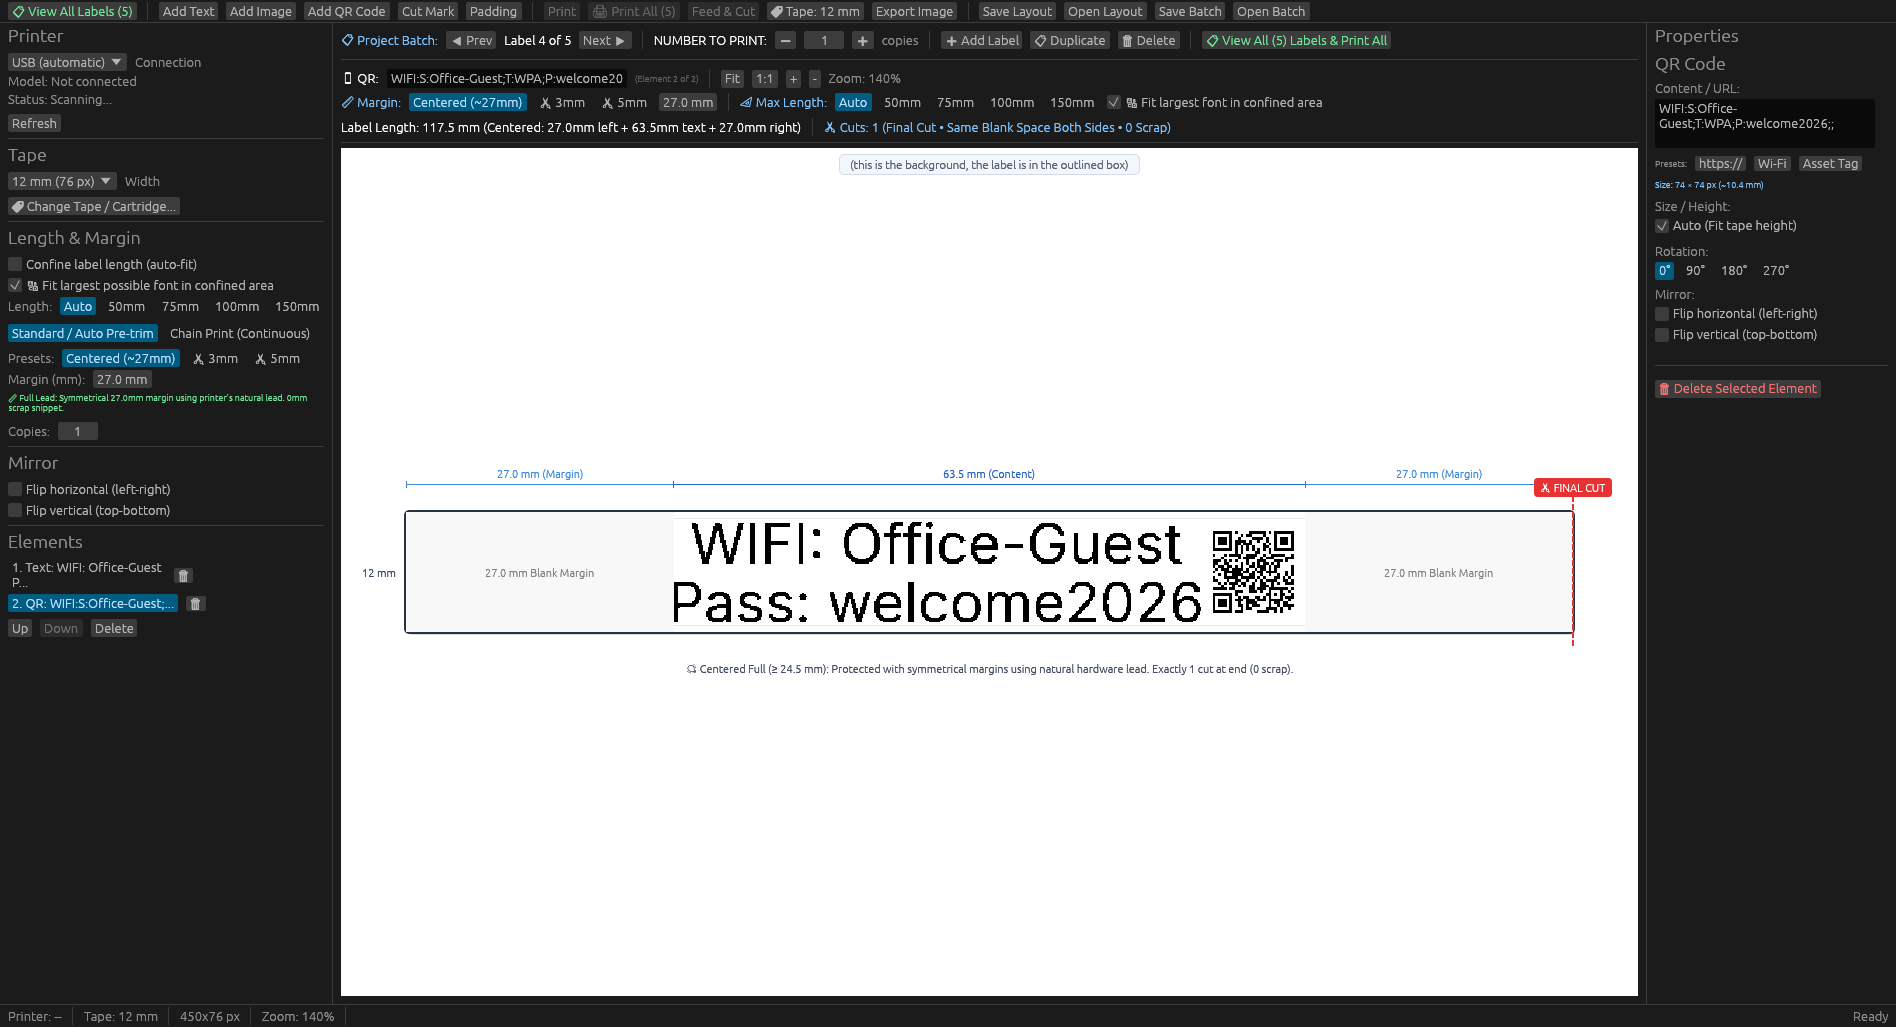 View All Labels (5) Add Text Add Image Add QR Code Cut Mark Padding Print Print All (5) Feed & Cut Tape: 12 mm Export Image Save Layout Open Layout Save Batch Open Batch
Printer
USB (automatic) Connection
Model: Not connected
Status: Scanning...
Refresh
Tape
12 mm (76 px) Width
Change Tape / Cartridge...
Length & Margin
Confine label length (auto-fit)
Fit largest possible font in confined area
Length: Auto 50mm 75mm 100mm 150mm
Standard / Auto Pre-trim Chain Print (Continuous)
Presets: Centered (~27mm) 3mm 5mm
Margin (mm): 27.0 mm
Full Lead: Symmetrical 27.0mm margin using printer's natural lead. 0mm
scrap snippet.
Copies: 1
Mirror
Flip horizontal (left-right)
Flip vertical (top-bottom)
Elements
1. Text: WIFI: Office-Guest
P...
2. QR: WIFI:S:Office-Guest;...
Up Down Delete
Project Batch: Prev Label 4 of 5 Next NUMBER TO PRINT: − 1 + copies + Add Label Duplicate Delete View All (5) Labels & Print All
QR: WIFI:S:Office-Guest;T:WPA;P:welcome20 (Element 2 of 2) Fit 1:1 + - Zoom: 140%
Margin: Centered (~27mm) 3mm 5mm 27.0 mm Max Length: Auto 50mm 75mm 100mm 150mm Fit largest font in confined area
Label Length: 117.5 mm (Centered: 27.0mm left + 63.5mm text + 27.0mm right) Cuts: 1 (Final Cut • Same Blank Space Both Sides • 0 Scrap)
(this is the background, the label is in the outlined box)
27.0 mm (Margin) 63.5 mm (Content) 27.0 mm (Margin)
FINAL CUT
12 mm
27.0 mm Blank Margin
WIFI: Office-Guest
Pass: welcome2026
27.0 mm Blank Margin
Centered Full (≥ 24.5 mm): Protected with symmetrical margins using natural hardware lead. Exactly 1 cut at end (0 scrap).
Properties
QR Code
Content / URL:
WIFI:S:Office-
Guest;T:WPA;P:welcome2026;;
Presets: https:// Wi-Fi Asset Tag
Size: 74 × 74 px (~10.4 mm)
Size / Height:
Auto (Fit tape height)
Rotation:
0° 90° 180° 270°
Mirror:
Flip horizontal (left-right)
Flip vertical (top-bottom)
Delete Selected Element
Printer: -- Tape: 12 mm 450x76 px Zoom: 140% Ready